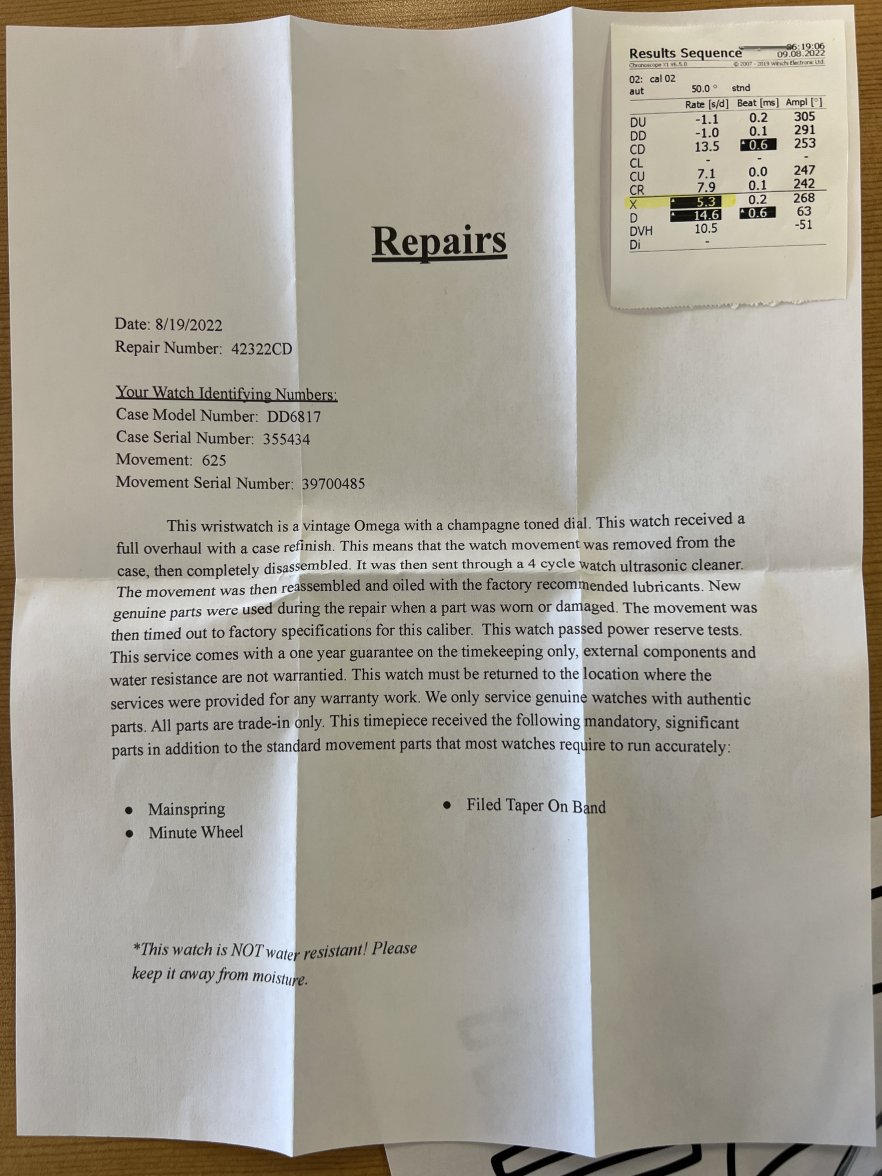 Results Sequence
06:19:06
09.08.2022
Chronoscope X1 V6.5.0 © 2007 - 2019 Witschi Electronic Ltd.
02: cal 02
aut 50.0 ° stnd
Rate [s/d] Beat [ms] Ampl [°]
DU -1.1 0.2 305
DD -1.0 0.1 291
CD 13.5 0.6 253
CL - - -
CU 7.1 0.0 247
CR 7.9 0.1 242
X 5.3 0.2 268
D 14.6 0.6 63
DVH 10.5 -51
Di -
Repairs
Date: 8/19/2022
Repair Number: 42322CD
Your Watch Identifying Numbers:
Case Model Number: DD6817
Case Serial Number: 355434
Movement: 625
Movement Serial Number: 39700485
This wristwatch is a vintage Omega with a champagne toned dial. This watch received a
full overhaul with a case refinish. This means that the watch movement was removed from the
case, then completely disassembled. It was then sent through a 4 cycle watch ultrasonic cleaner.
The movement was then reassembled and oiled with the factory recommended lubricants. New
genuine parts were used during the repair when a part was worn or damaged. The movement was
then timed out to factory specifications for this caliber. This watch passed power reserve tests.
This service comes with a one year guarantee on the timekeeping only, external components and
water resistance are not warrantied. This watch must be returned to the location where the
services were provided for any warranty work. We only service genuine watches with authentic
parts. All parts are trade-in only. This timepiece received the following mandatory, significant
parts in addition to the standard movement parts that most watches require to run accurately:
● Mainspring
● Minute Wheel
● Filed Taper On Band
*This watch is NOT water resistant! Please
keep it away from moisture.